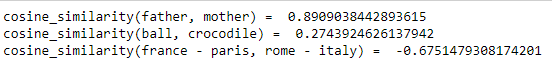 cosine_similarity(father, mother) =  0.8909038442893615
cosine_similarity(ball, crocodile) =  0.2743924626137942
cosine_similarity(france - paris, rome - italy) =  -0.6751479308174201